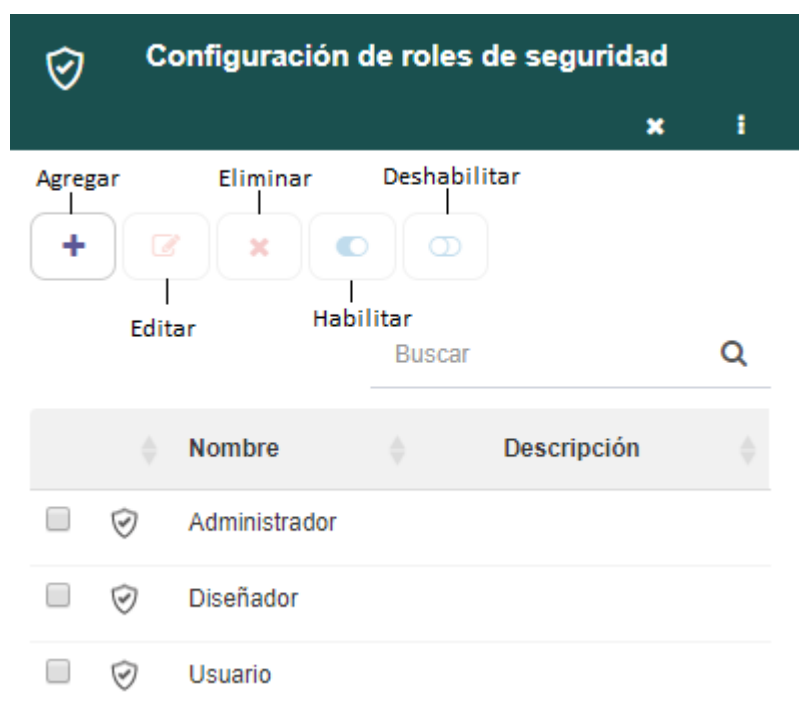 Configuración de roles de seguridad
Agregar Eliminar Deshabilitar
Editar Habilitar
Buscar
Nombre Descripción
Administrador
Diseñador
Usuario